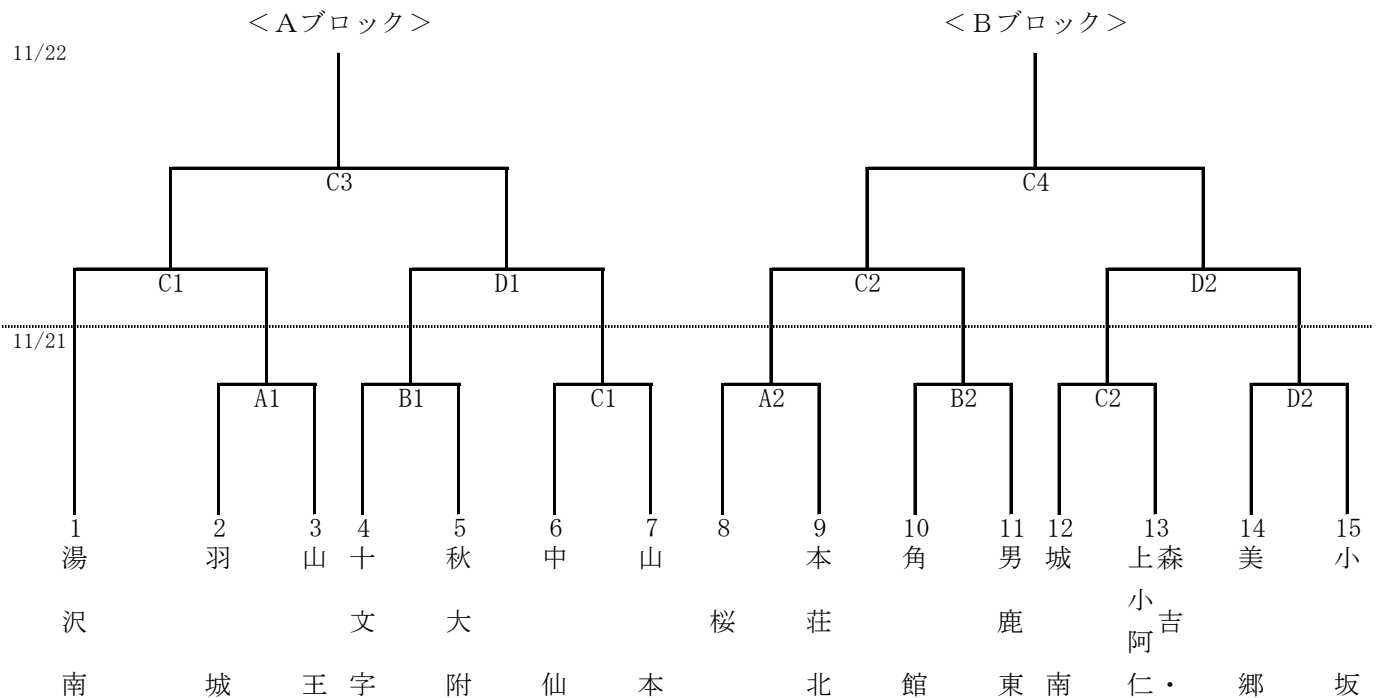 ＜Aブロック＞ ＜Bブロック＞
11/22
C3 C4
C1 D1 C2 D2
11/21
A1 B1 C1 A2 B2 C2 D2
1 2 3 4 5 6 7 8 9 10 11 12 13 14 15
湯沢南
羽城
山王
十文字
秋大附
中仙
山本
桜
本荘北
角館
男鹿東
城南
森吉・
上小阿仁
美郷
小坂